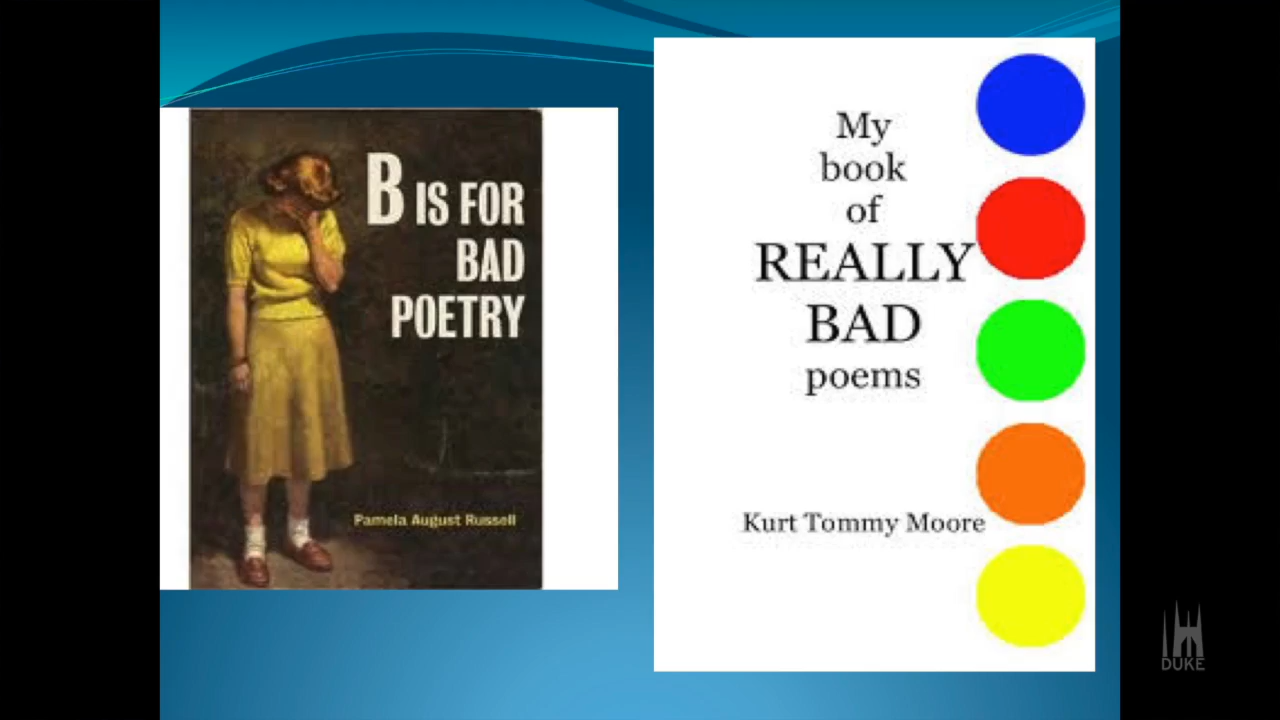 B IS FOR
BAD
POETRY
Pamela August Russell
My
book
of
REALLY
BAD
poems
Kurt Tommy Moore
DUKE